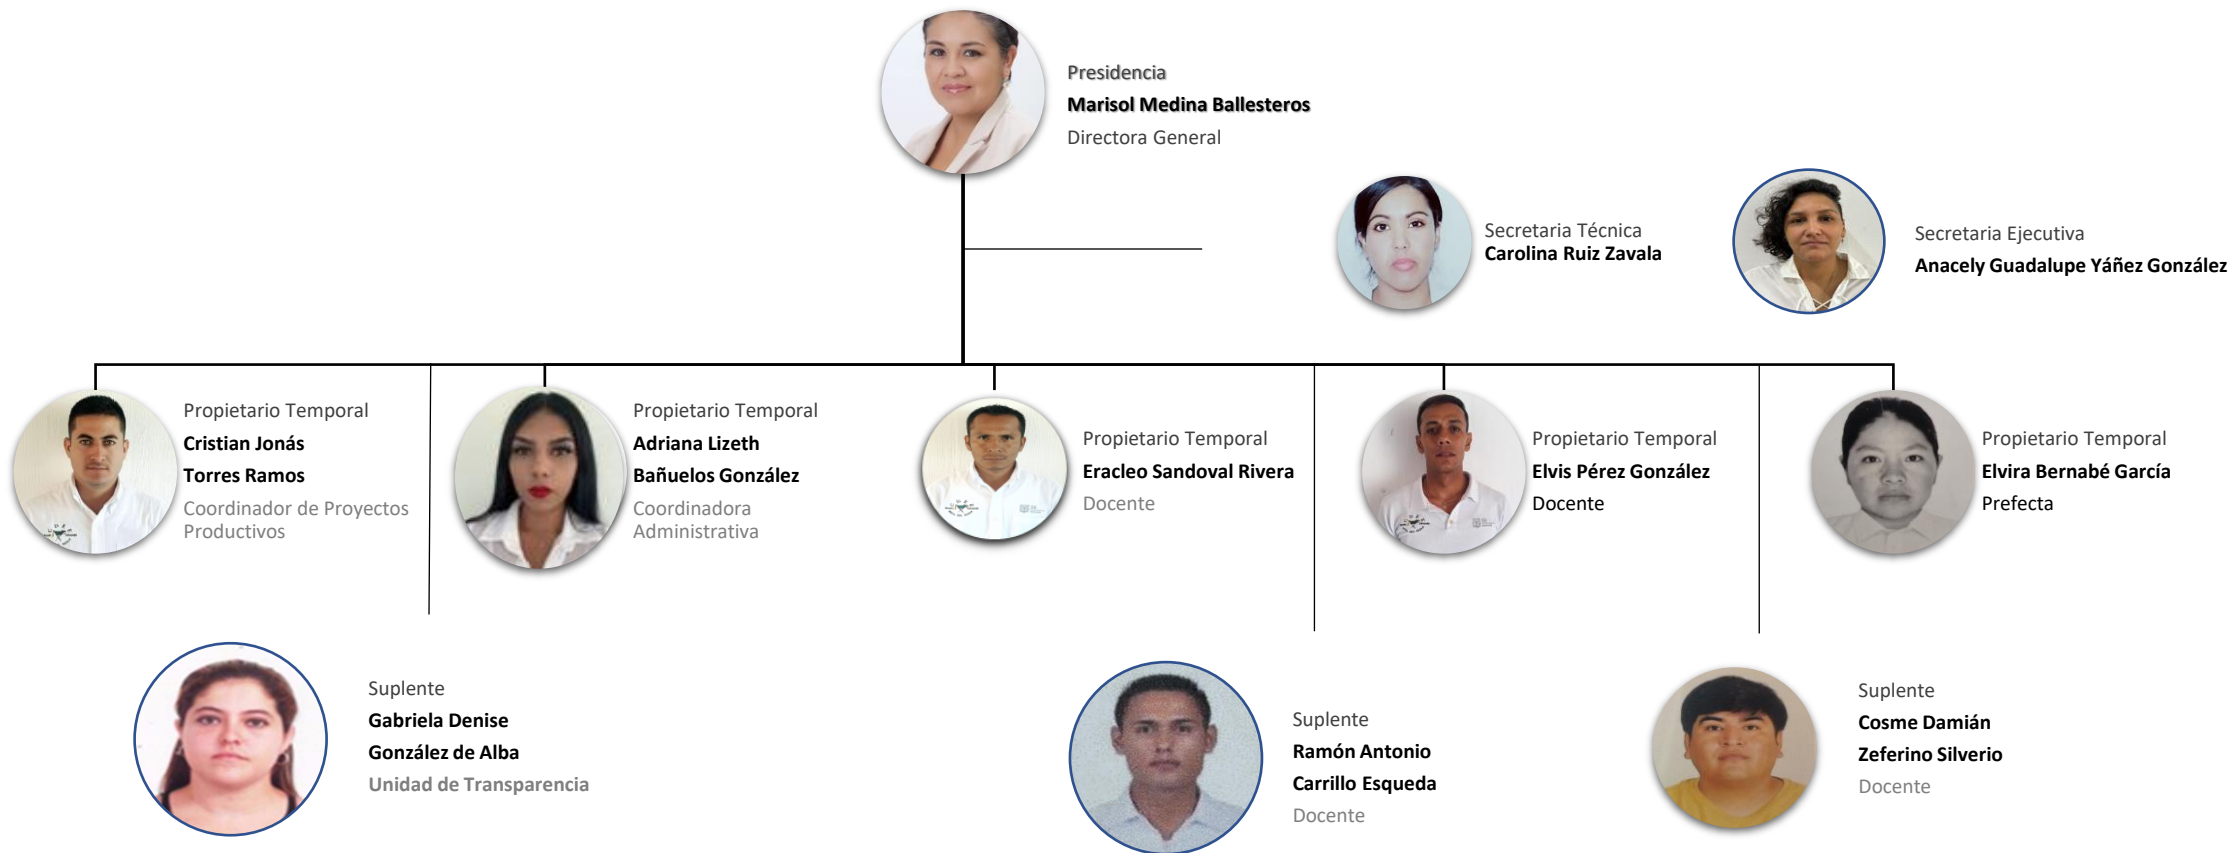 Presidencia
Marisol Medina Ballesteros
Directora General
Secretaria Técnica
Carolina Ruiz Zavala
Secretaria Ejecutiva
Anacely Guadalupe Yáñez González
Propietario Temporal
Cristian Jonás
Torres Ramos
Coordinador de Proyectos
Productivos
Propietario Temporal
Adriana Lizeth
Bañuelos González
Coordinadora
Administrativa
Propietario Temporal
Eracleo Sandoval Rivera
Docente
Propietario Temporal
Elvis Pérez González
Docente
Propietario Temporal
Elvira Bernabé García
Prefecta
Suplente
Gabriela Denise
González de Alba
Unidad de Transparencia
Suplente
Ramón Antonio
Carrillo Esqueda
Docente
Suplente
Cosme Damián
Zeferino Silverio
Docente